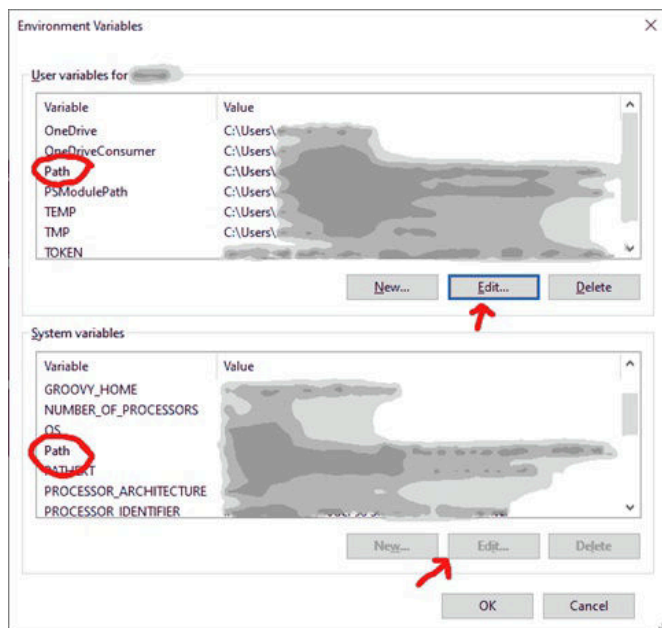 Environment Variables
User variables for
Variable Value
OneDrive C:\Users\
OneDriveConsumer C:\Users\
Path C:\Users\
PSModulePath C:\Users\
TEMP C:\Users\
TMP C:\Users\
TOKEN
New... Edit... Delete
System variables
Variable Value
GROOVY_HOME
NUMBER_OF_PROCESSORS
OS
Path
PATHEXT
PROCESSOR_ARCHITECTURE
PROCESSOR_IDENTIFIER
New... Edit... Delete
OK Cancel